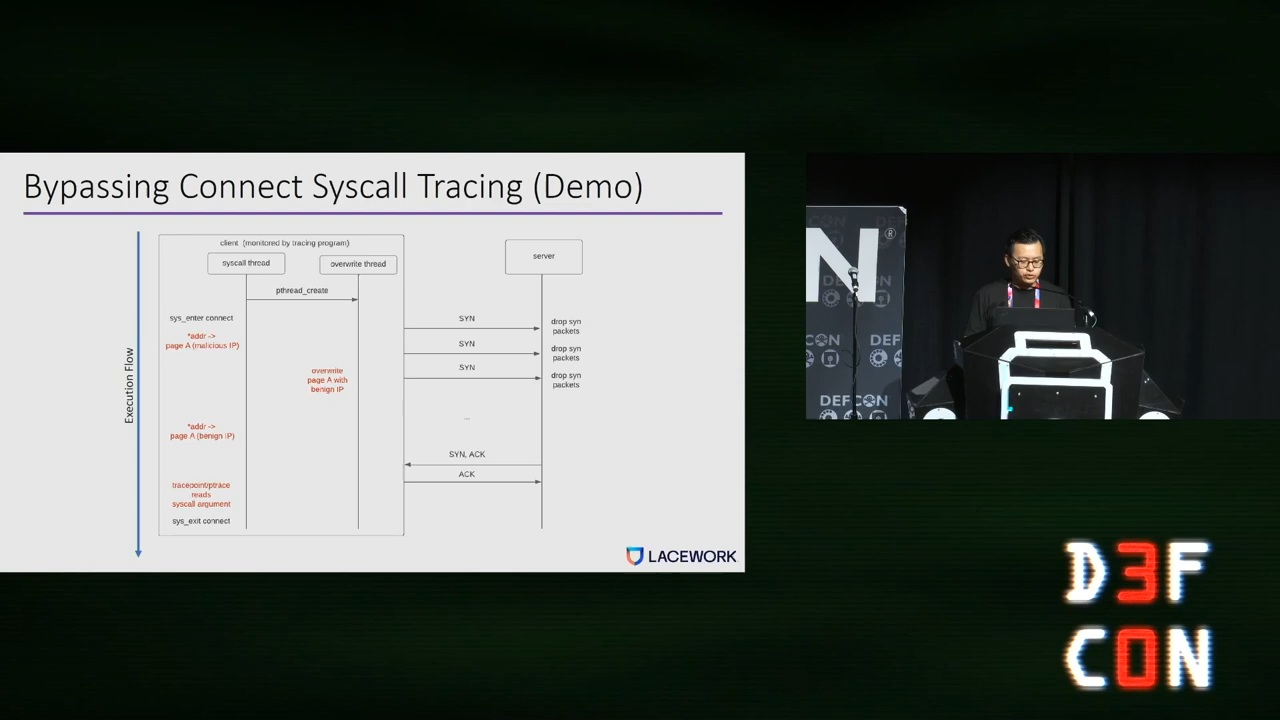 Bypassing Connect Syscall Tracing (Demo)
client (monitored by tracing program)
syscall thread
overwrite thread
server
pthread_create
sys_enter connect
SYN
drop syn
packets
*addr ->
page A (malicious IP)
SYN
drop syn
packets
Execution Flow
overwrite
page A with
benign IP
SYN
drop syn
packets
...
*addr ->
page A (benign IP)
SYN, ACK
ACK
tracepoint/ptrace
reads
syscall argument
sys_exit connect
LACEWORK
N®
DEF
DEFCON
D3F
C0N